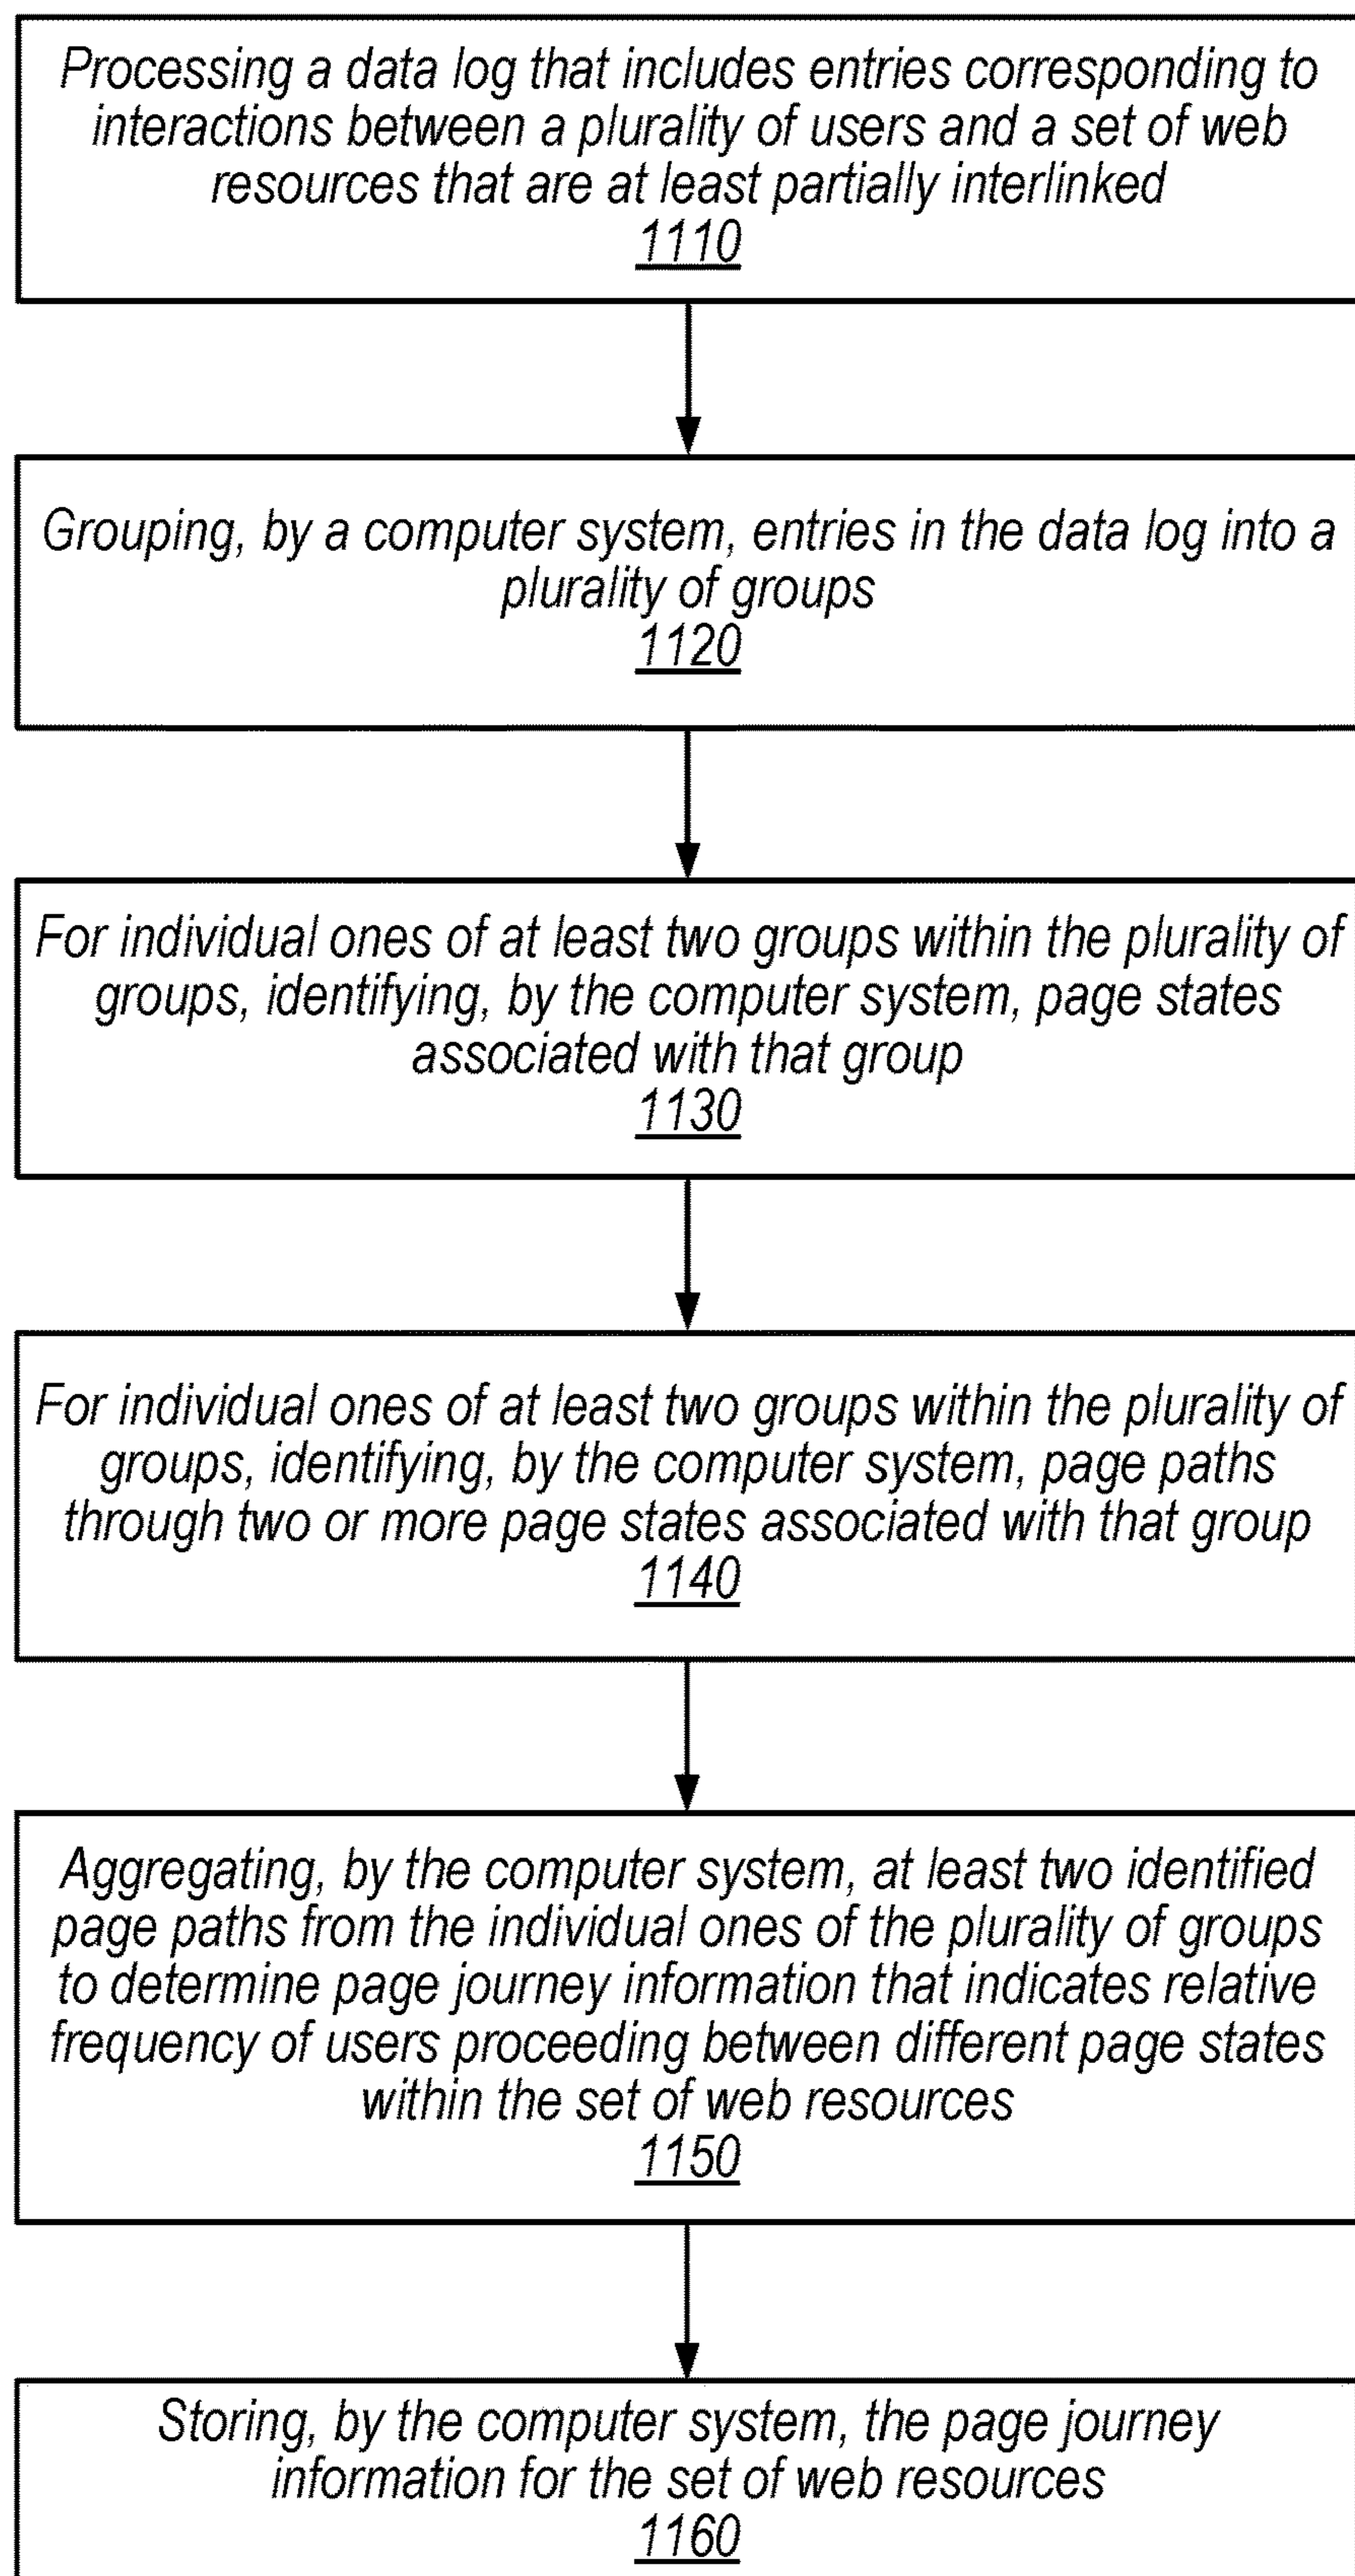 Processing a data log that includes entries corresponding to
interactions between a plurality of users and a set of web
resources that are at least partially interlinked
1110
Grouping, by a computer system, entries in the data log into a
plurality of groups
1120
For individual ones of at least two groups within the plurality of
groups, identifying, by the computer system, page states
associated with that group
1130
For individual ones of at least two groups within the plurality of
groups, identifying, by the computer system, page paths
through two or more page states associated with that group
1140
Aggregating, by the computer system, at least two identified
page paths from the individual ones of the plurality of groups
to determine page journey information that indicates relative
frequency of users proceeding between different page states
within the set of web resources
1150
Storing, by the computer system, the page journey
information for the set of web resources
1160